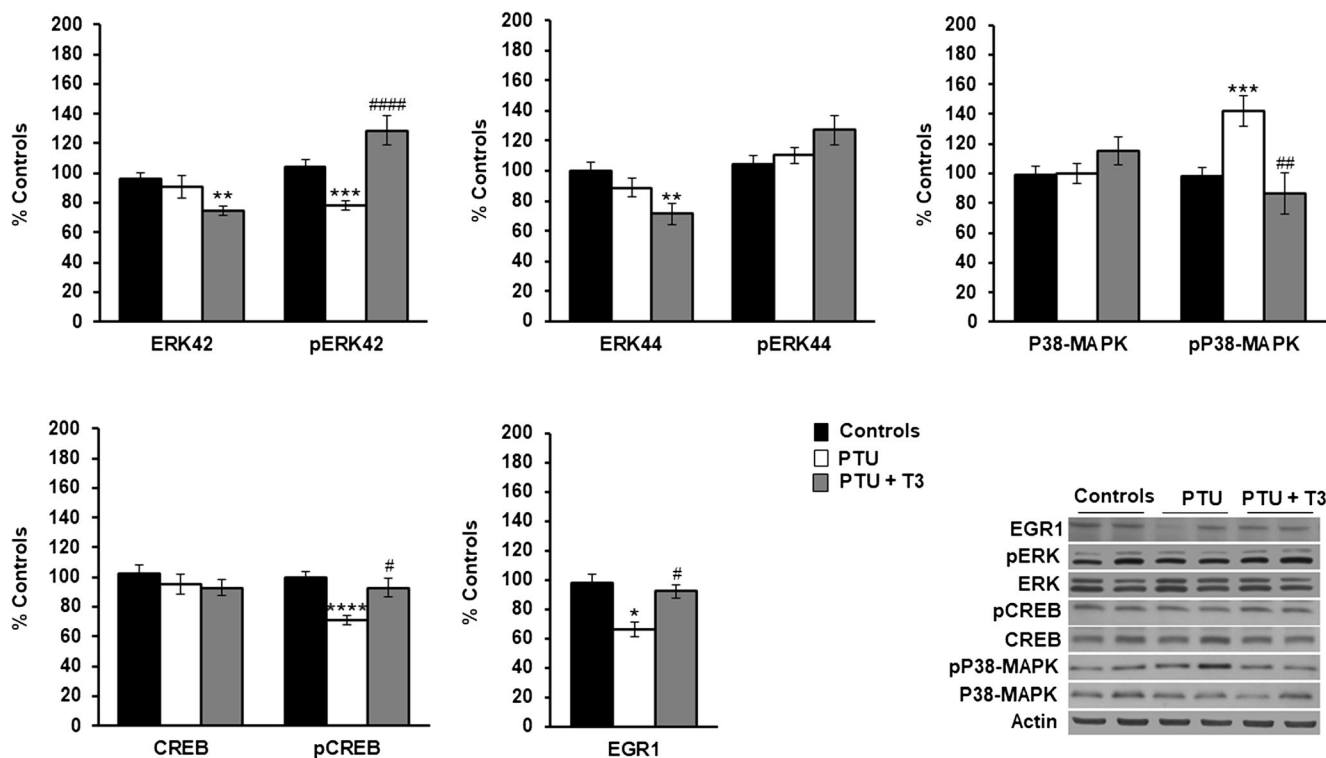 200
180
160
140
120
100
80
60
40
20
0
% Controls
**
***
####
ERK42
pERK42
200
180
160
140
120
100
80
60
40
20
0
% Controls
**
ERK44
pERK44
200
180
160
140
120
100
80
60
40
20
0
% Controls
***
##
P38-MAPK
pP38-MAPK
200
180
160
140
120
100
80
60
40
20
0
% Controls
****
#
CREB
pCREB
200
180
160
140
120
100
80
60
40
20
0
% Controls
*
#
EGR1
Controls
PTU
PTU + T3
Controls PTU PTU + T3
EGR1
pERK
ERK
pCREB
CREB
pP38-MAPK
P38-MAPK
Actin